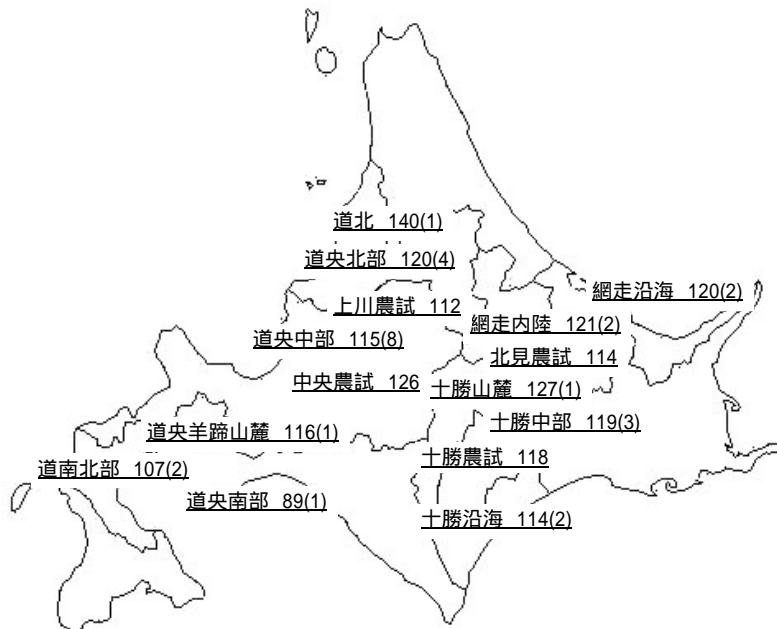 道北 140(1)
道央北部 120(4)
網走沿海 120(2)
上川農試 112
網走内陸 121(2)
道央中部 115(8)
北見農試 114
中央農試 126
十勝山麓 127(1)
十勝中部 119(3)
道央羊蹄山麓 116(1)
十勝農試 118
道南北部 107(2)
道央南部 89(1)
十勝沿海 114(2)